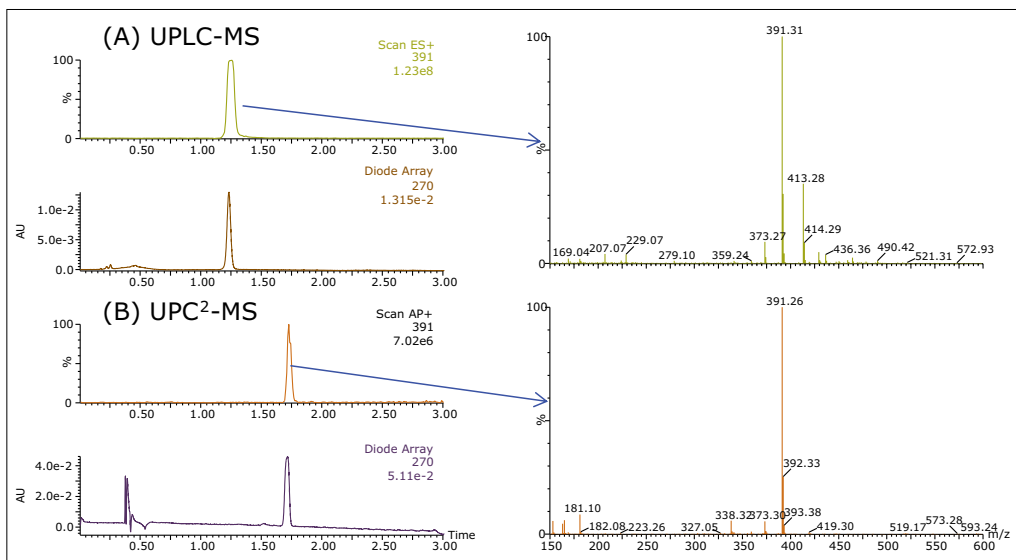 (A) UPLC-MS
Scan ES+
391
1.23e8
100
%
0
0.50 1.00 1.50 2.00 2.50 3.00
Diode Array
270
1.315e-2
1.0e-2
AU
5.0e-3
0.0
0.50 1.00 1.50 2.00 2.50 3.00
100
%
0
391.31
413.28
414.29
373.27
169.04
207.07
229.07
279.10
359.24
436.36
490.42
521.31
572.93
(B) UPC²-MS
Scan AP+
391
7.02e6
100
%
0
0.50 1.00 1.50 2.00 2.50 3.00
Diode Array
270
5.11e-2
4.0e-2
AU
2.0e-2
0.0
Time
0.50 1.00 1.50 2.00 2.50 3.00
100
%
0
391.26
392.33
181.10
182.08
223.26
327.05
338.32
373.30
393.38
419.30
519.17
573.28
593.24
m/z
150 200 250 300 350 400 450 500 550 600